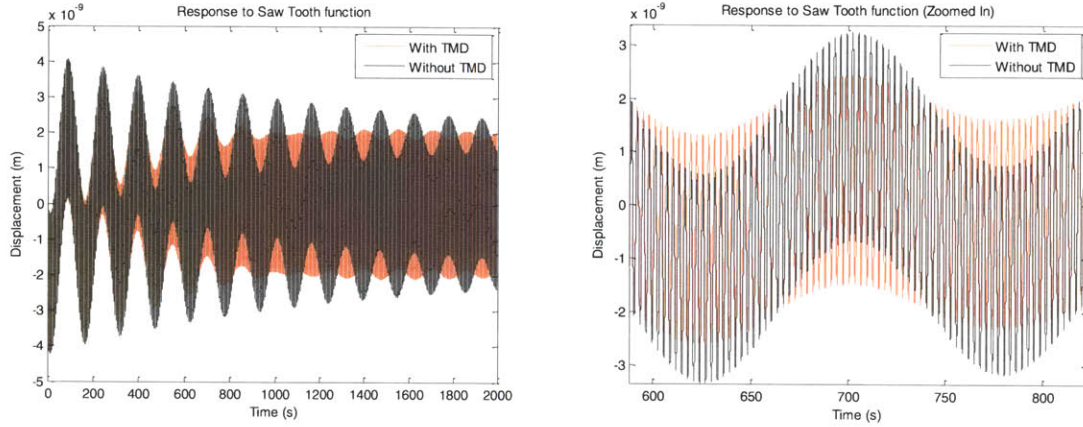 Response to Saw Tooth function
x 10^-9
With TMD
Without TMD
5
4
3
2
1
0
-1
-2
-3
-4
-5
Displacement (m)
0 200 400 600 800 1000 1200 1400 1600 1800 2000
Time (s)
Response to Saw Tooth function (Zoomed In)
x 10^-9
With TMD
Without TMD
3
2
1
0
-1
-2
-3
Displacement (m)
600 650 700 750 800
Time (s)